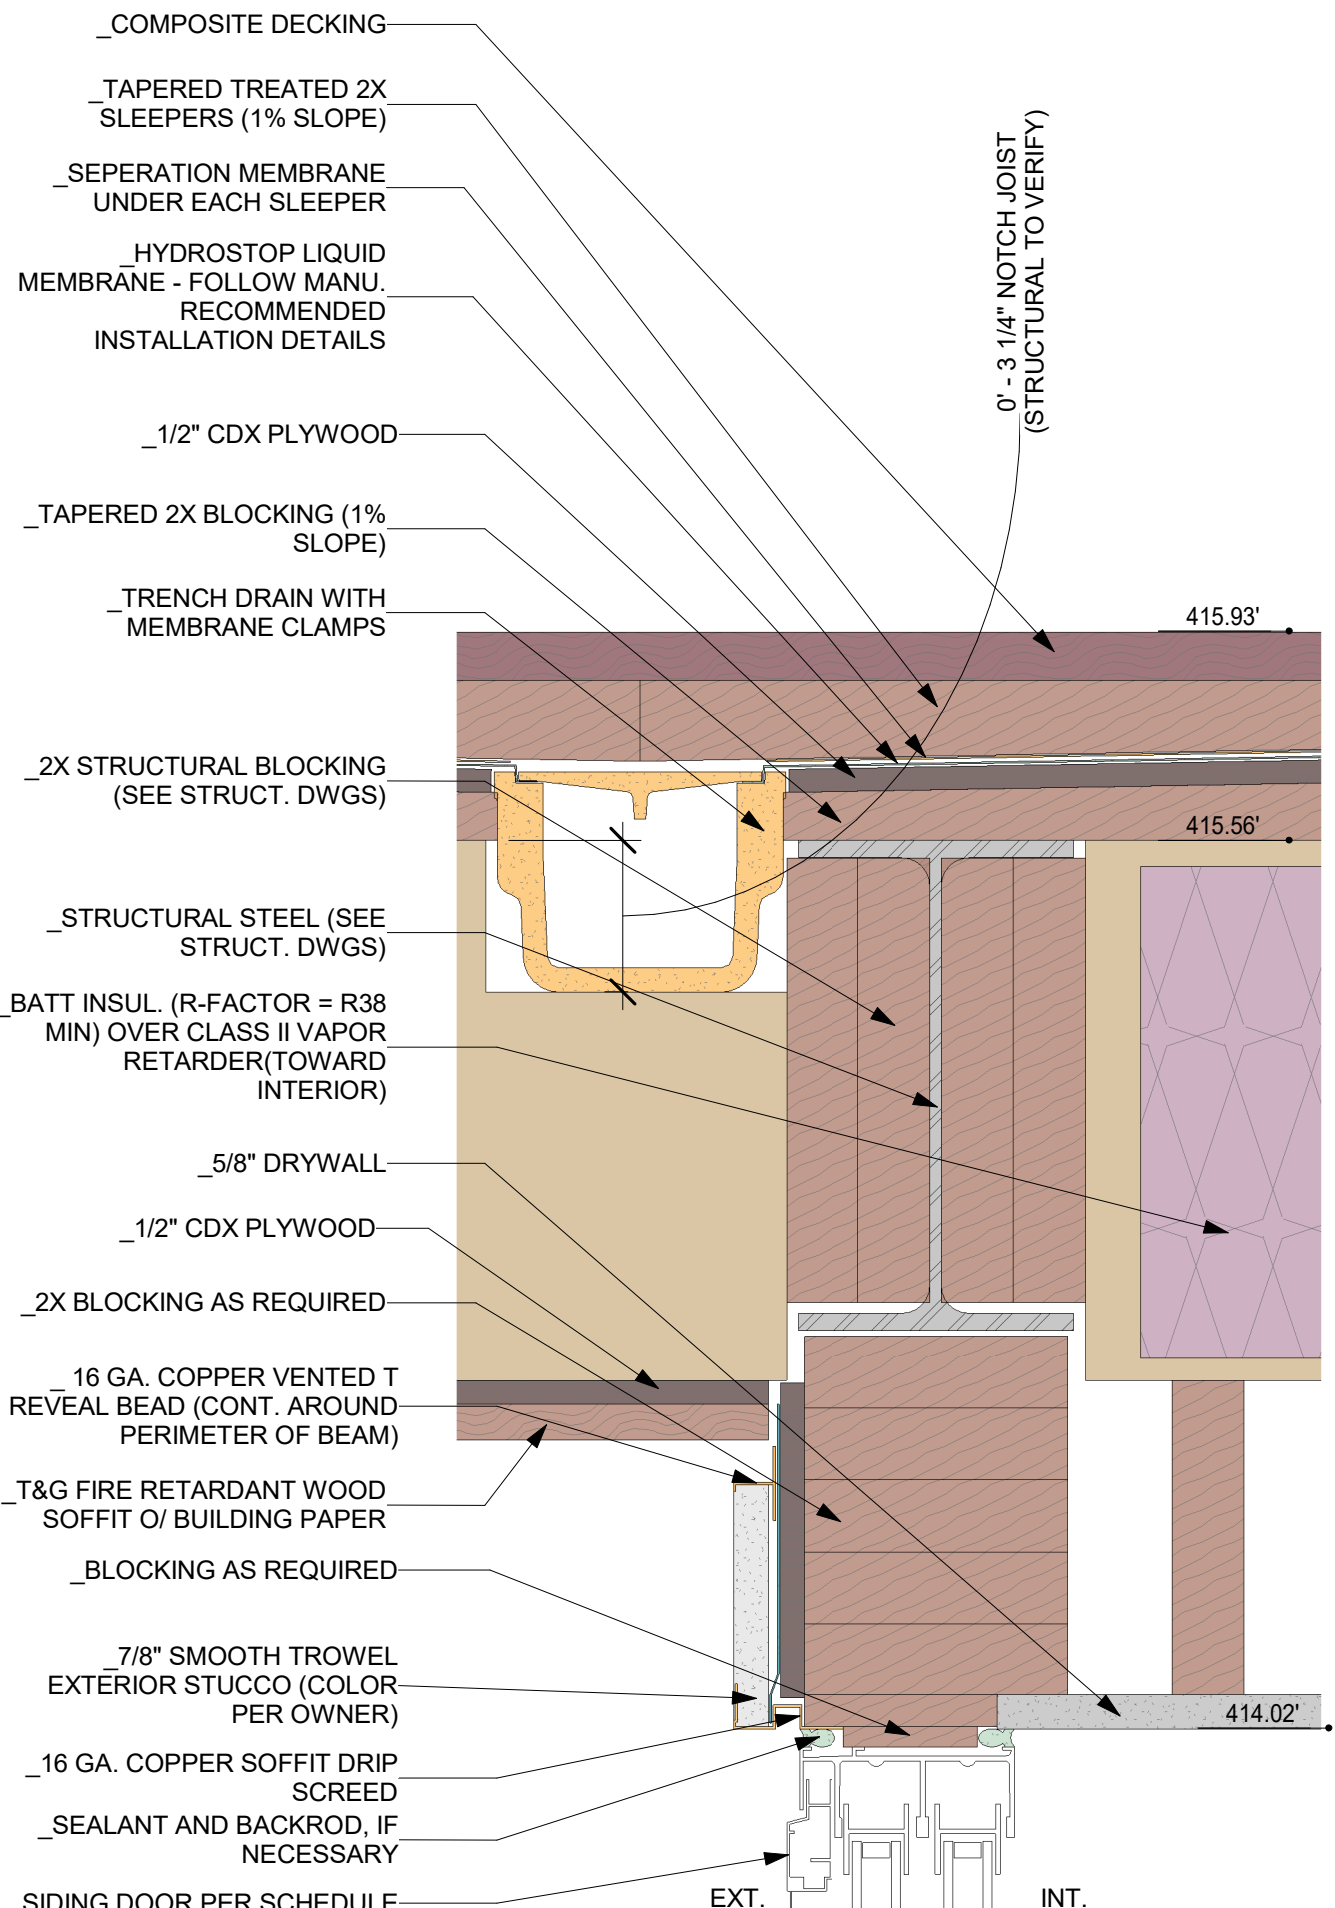 _COMPOSITE DECKING
_TAPERED TREATED 2X
SLEEPERS (1% SLOPE)
_SEPERATION MEMBRANE
UNDER EACH SLEEPER
_HYDROSTOP LIQUID
MEMBRANE - FOLLOW MANU.
RECOMMENDED
INSTALLATION DETAILS
_1/2" CDX PLYWOOD
_TAPERED 2X BLOCKING (1%
SLOPE)
_TRENCH DRAIN WITH
MEMBRANE CLAMPS
_2X STRUCTURAL BLOCKING
(SEE STRUCT. DWGS)
_STRUCTURAL STEEL (SEE
STRUCT. DWGS)
_BATT INSUL. (R-FACTOR = R38
MIN) OVER CLASS II VAPOR
RETARDER(TOWARD
INTERIOR)
_5/8" DRYWALL
_1/2" CDX PLYWOOD
_2X BLOCKING AS REQUIRED
_ 16 GA. COPPER VENTED T
REVEAL BEAD (CONT. AROUND
PERIMETER OF BEAM)
_T&G FIRE RETARDANT WOOD
SOFFIT O/ BUILDING PAPER
_BLOCKING AS REQUIRED
_7/8" SMOOTH TROWEL
EXTERIOR STUCCO (COLOR
PER OWNER)
_16 GA. COPPER SOFFIT DRIP
SCREED
_SEALANT AND BACKROD, IF
NECESSARY
SIDING DOOR PER SCHEDULE
0' - 3 1/4" NOTCH JOIST
(STRUCTURAL TO VERIFY)
415.93'
415.56'
414.02'
EXT.
INT.